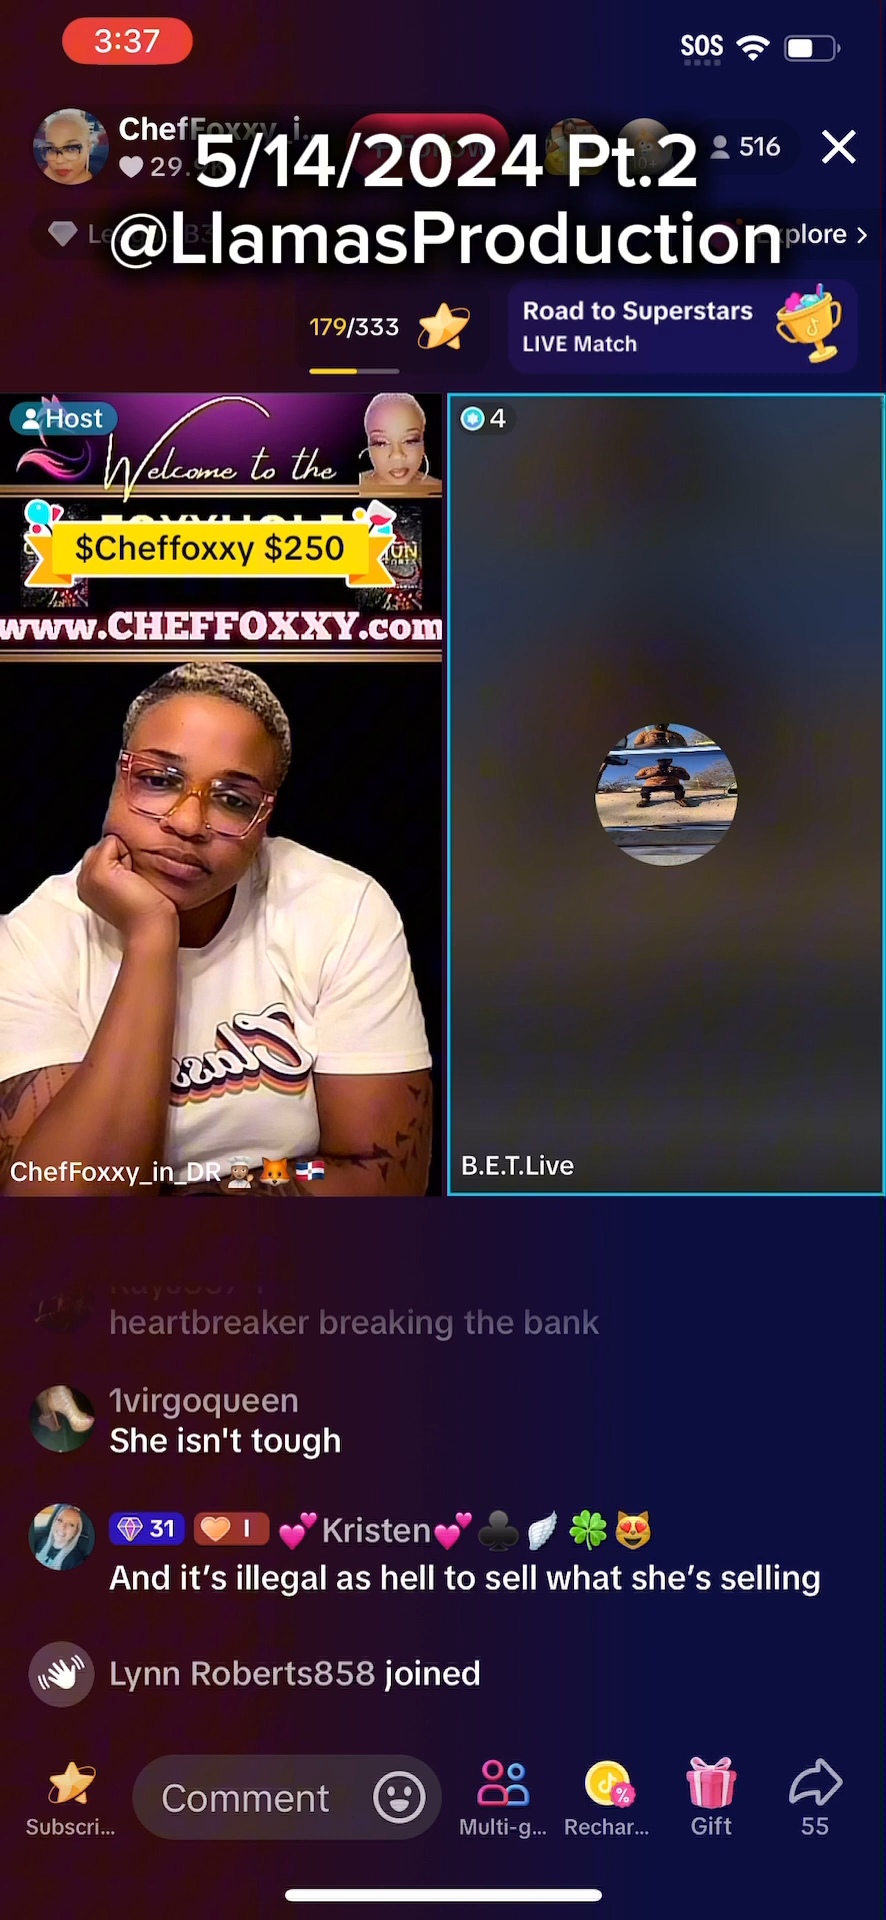 3:37
SOS
ChefFoxxy_i...
29.
516
5/14/2024 Pt.2
@LlamasProduction
Explore >
179/333
Road to Superstars
LIVE Match
Host
4
Welcome to the
$Cheffoxxy $250
www.CHEFFOXXY.com
Clas
ChefFoxxy_in_DR
B.E.T.Live
heartbreaker breaking the bank
1virgoqueen
She isn't tough
31 I 💕Kristen💕♣️🪽🍀😻
And it's illegal as hell to sell what she's selling
Lynn Roberts858 joined
Comment
Subscri...
Multi-g...
Rechar...
Gift
55